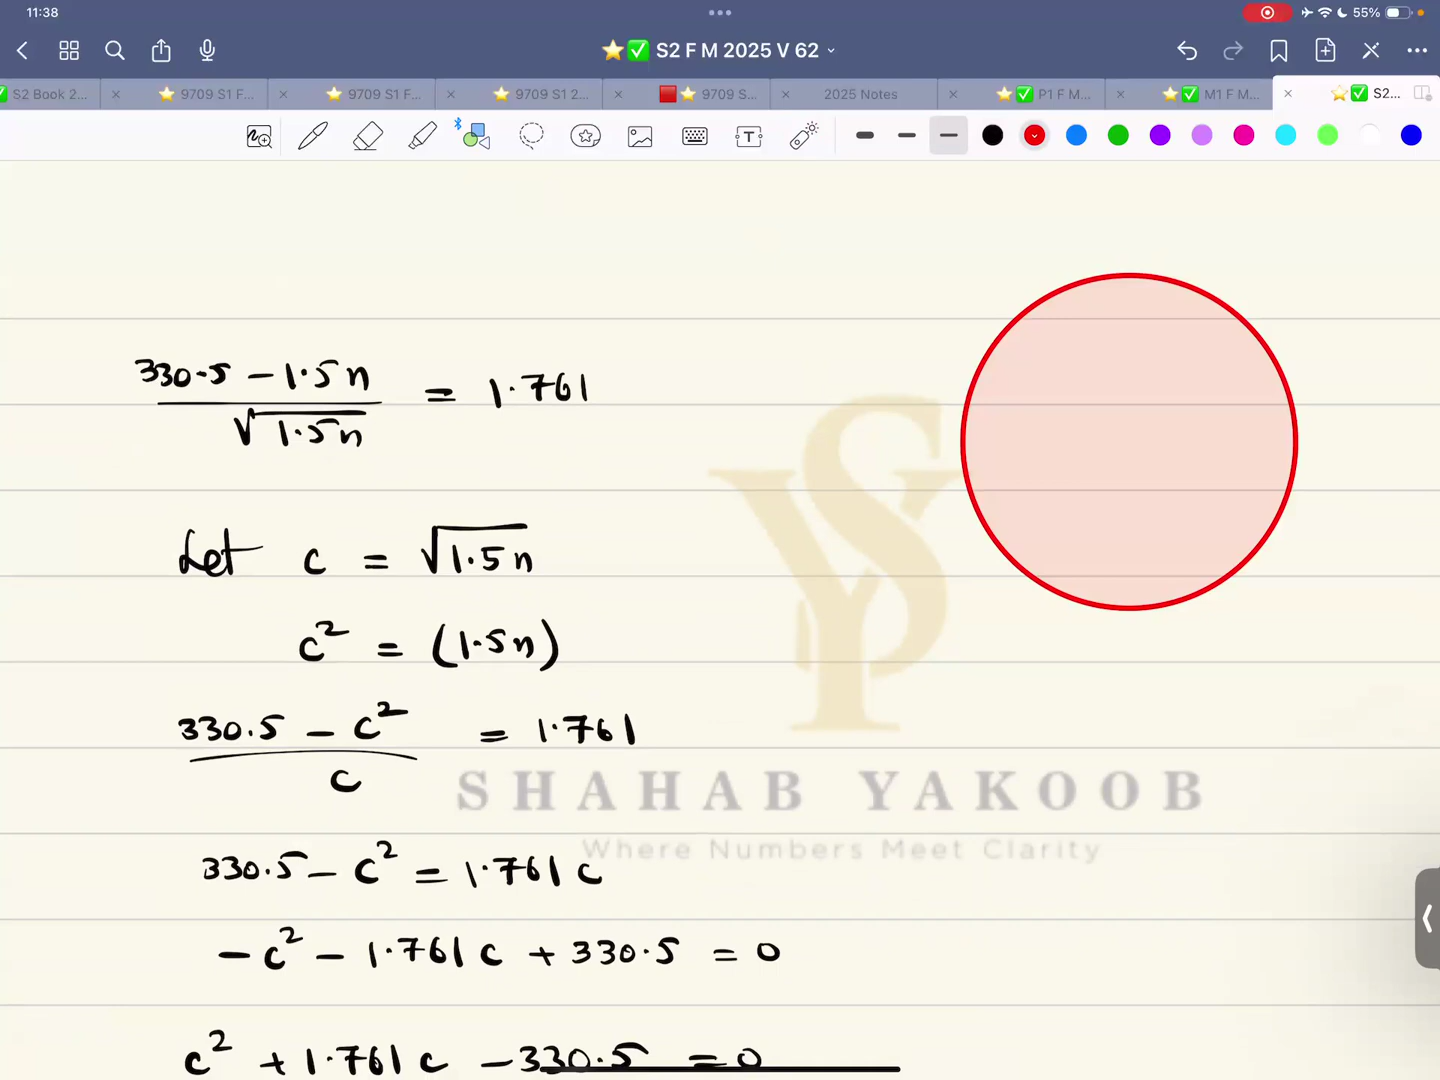 11:38
55%
⭐✅ S2 F M 2025 V 62
S2 Book 2...
⭐ 9709 S1 F...
⭐ 9709 S1 F...
⭐ 9709 S1 2...
🟥⭐ 9709 S...
2025 Notes
⭐✅ P1 F M...
⭐✅ M1 F M...
⭐✅ S2...
(330.5 – 1.5n) / √(1.5n) = 1.761
Let c = √(1.5n)
c² = (1.5n)
(330.5 – c²) / c = 1.761
SHAHAB YAKOOB
Where Numbers Meet Clarity
330.5 – c² = 1.761 c
– c² – 1.761 c + 330.5 = 0
c² + 1.761 c – 330.5 = 0